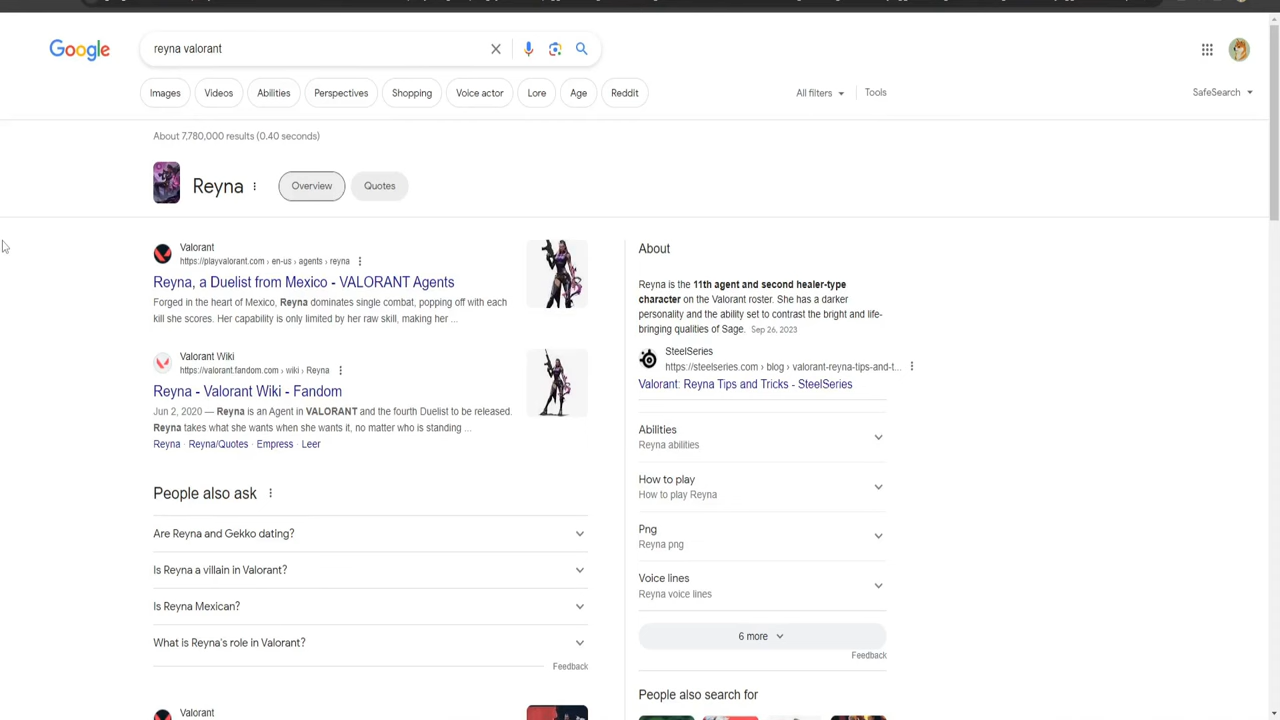 Google
reyna valorant
Images
Videos
Abilities
Perspectives
Shopping
Voice actor
Lore
Age
Reddit
All filters
Tools
SafeSearch
About 7,780,000 results (0.40 seconds)
Reyna
Overview
Quotes
Valorant
https://playvalorant.com › en-us › agents › reyna
Reyna, a Duelist from Mexico - VALORANT Agents
Forged in the heart of Mexico, Reyna dominates single combat, popping off with each
kill she scores. Her capability is only limited by her raw skill, making her ...
Valorant Wiki
https://valorant.fandom.com › wiki › Reyna
Reyna - Valorant Wiki - Fandom
Jun 2, 2020 — Reyna is an Agent in VALORANT and the fourth Duelist to be released.
Reyna takes what she wants when she wants it, no matter who is standing ...
Reyna · Reyna/Quotes · Empress · Leer
People also ask
Are Reyna and Gekko dating?
Is Reyna a villain in Valorant?
Is Reyna Mexican?
What is Reyna's role in Valorant?
Feedback
Valorant
About
Reyna is the 11th agent and second healer-type
character on the Valorant roster. She has a darker
personality and the ability set to contrast the bright and life-
bringing qualities of Sage. Sep 26, 2023
SteelSeries
https://steelseries.com › blog › valorant-reyna-tips-and-t...
Valorant: Reyna Tips and Tricks - SteelSeries
Abilities
Reyna abilities
How to play
How to play Reyna
Png
Reyna png
Voice lines
Reyna voice lines
6 more
Feedback
People also search for